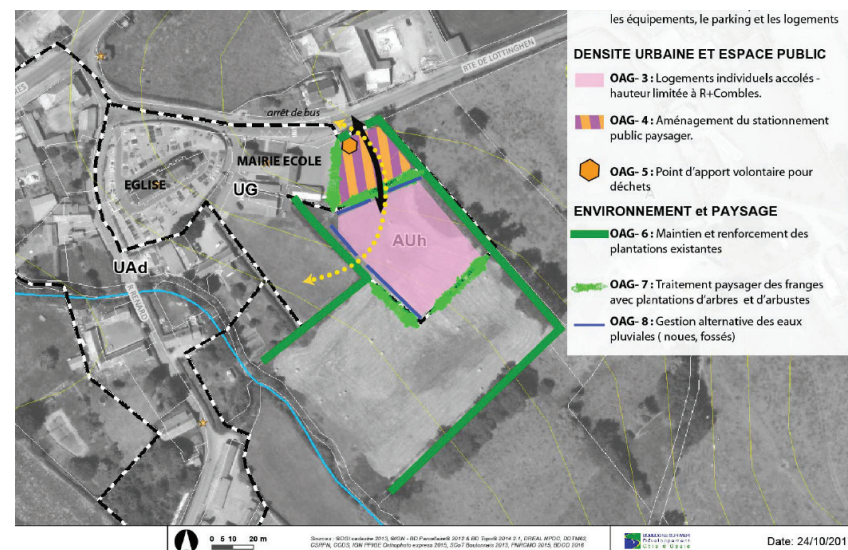 les équipements, le parking et les logements
DENSITE URBAINE ET ESPACE PUBLIC
OAG- 3 : Logements individuels accolés -
hauteur limitée à R+Combles.
OAG- 4 : Aménagement du stationnement
public paysager.
OAG- 5 : Point d'apport volontaire pour
déchets
ENVIRONNEMENT et PAYSAGE
OAG- 6 : Maintien et renforcement des
plantations existantes
OAG- 7 : Traitement paysager des franges
avec plantations d'arbres et d'arbustes
OAG- 8 : Gestion alternative des eaux
pluviales ( noues, fossés)
RTE DE LOTTINGHEN
arrêt de bus
MAIRIE ECOLE
EGLISE
UG
AUh
UAd
R RENARD
0 5 10 20 m
Date: 24/10/201